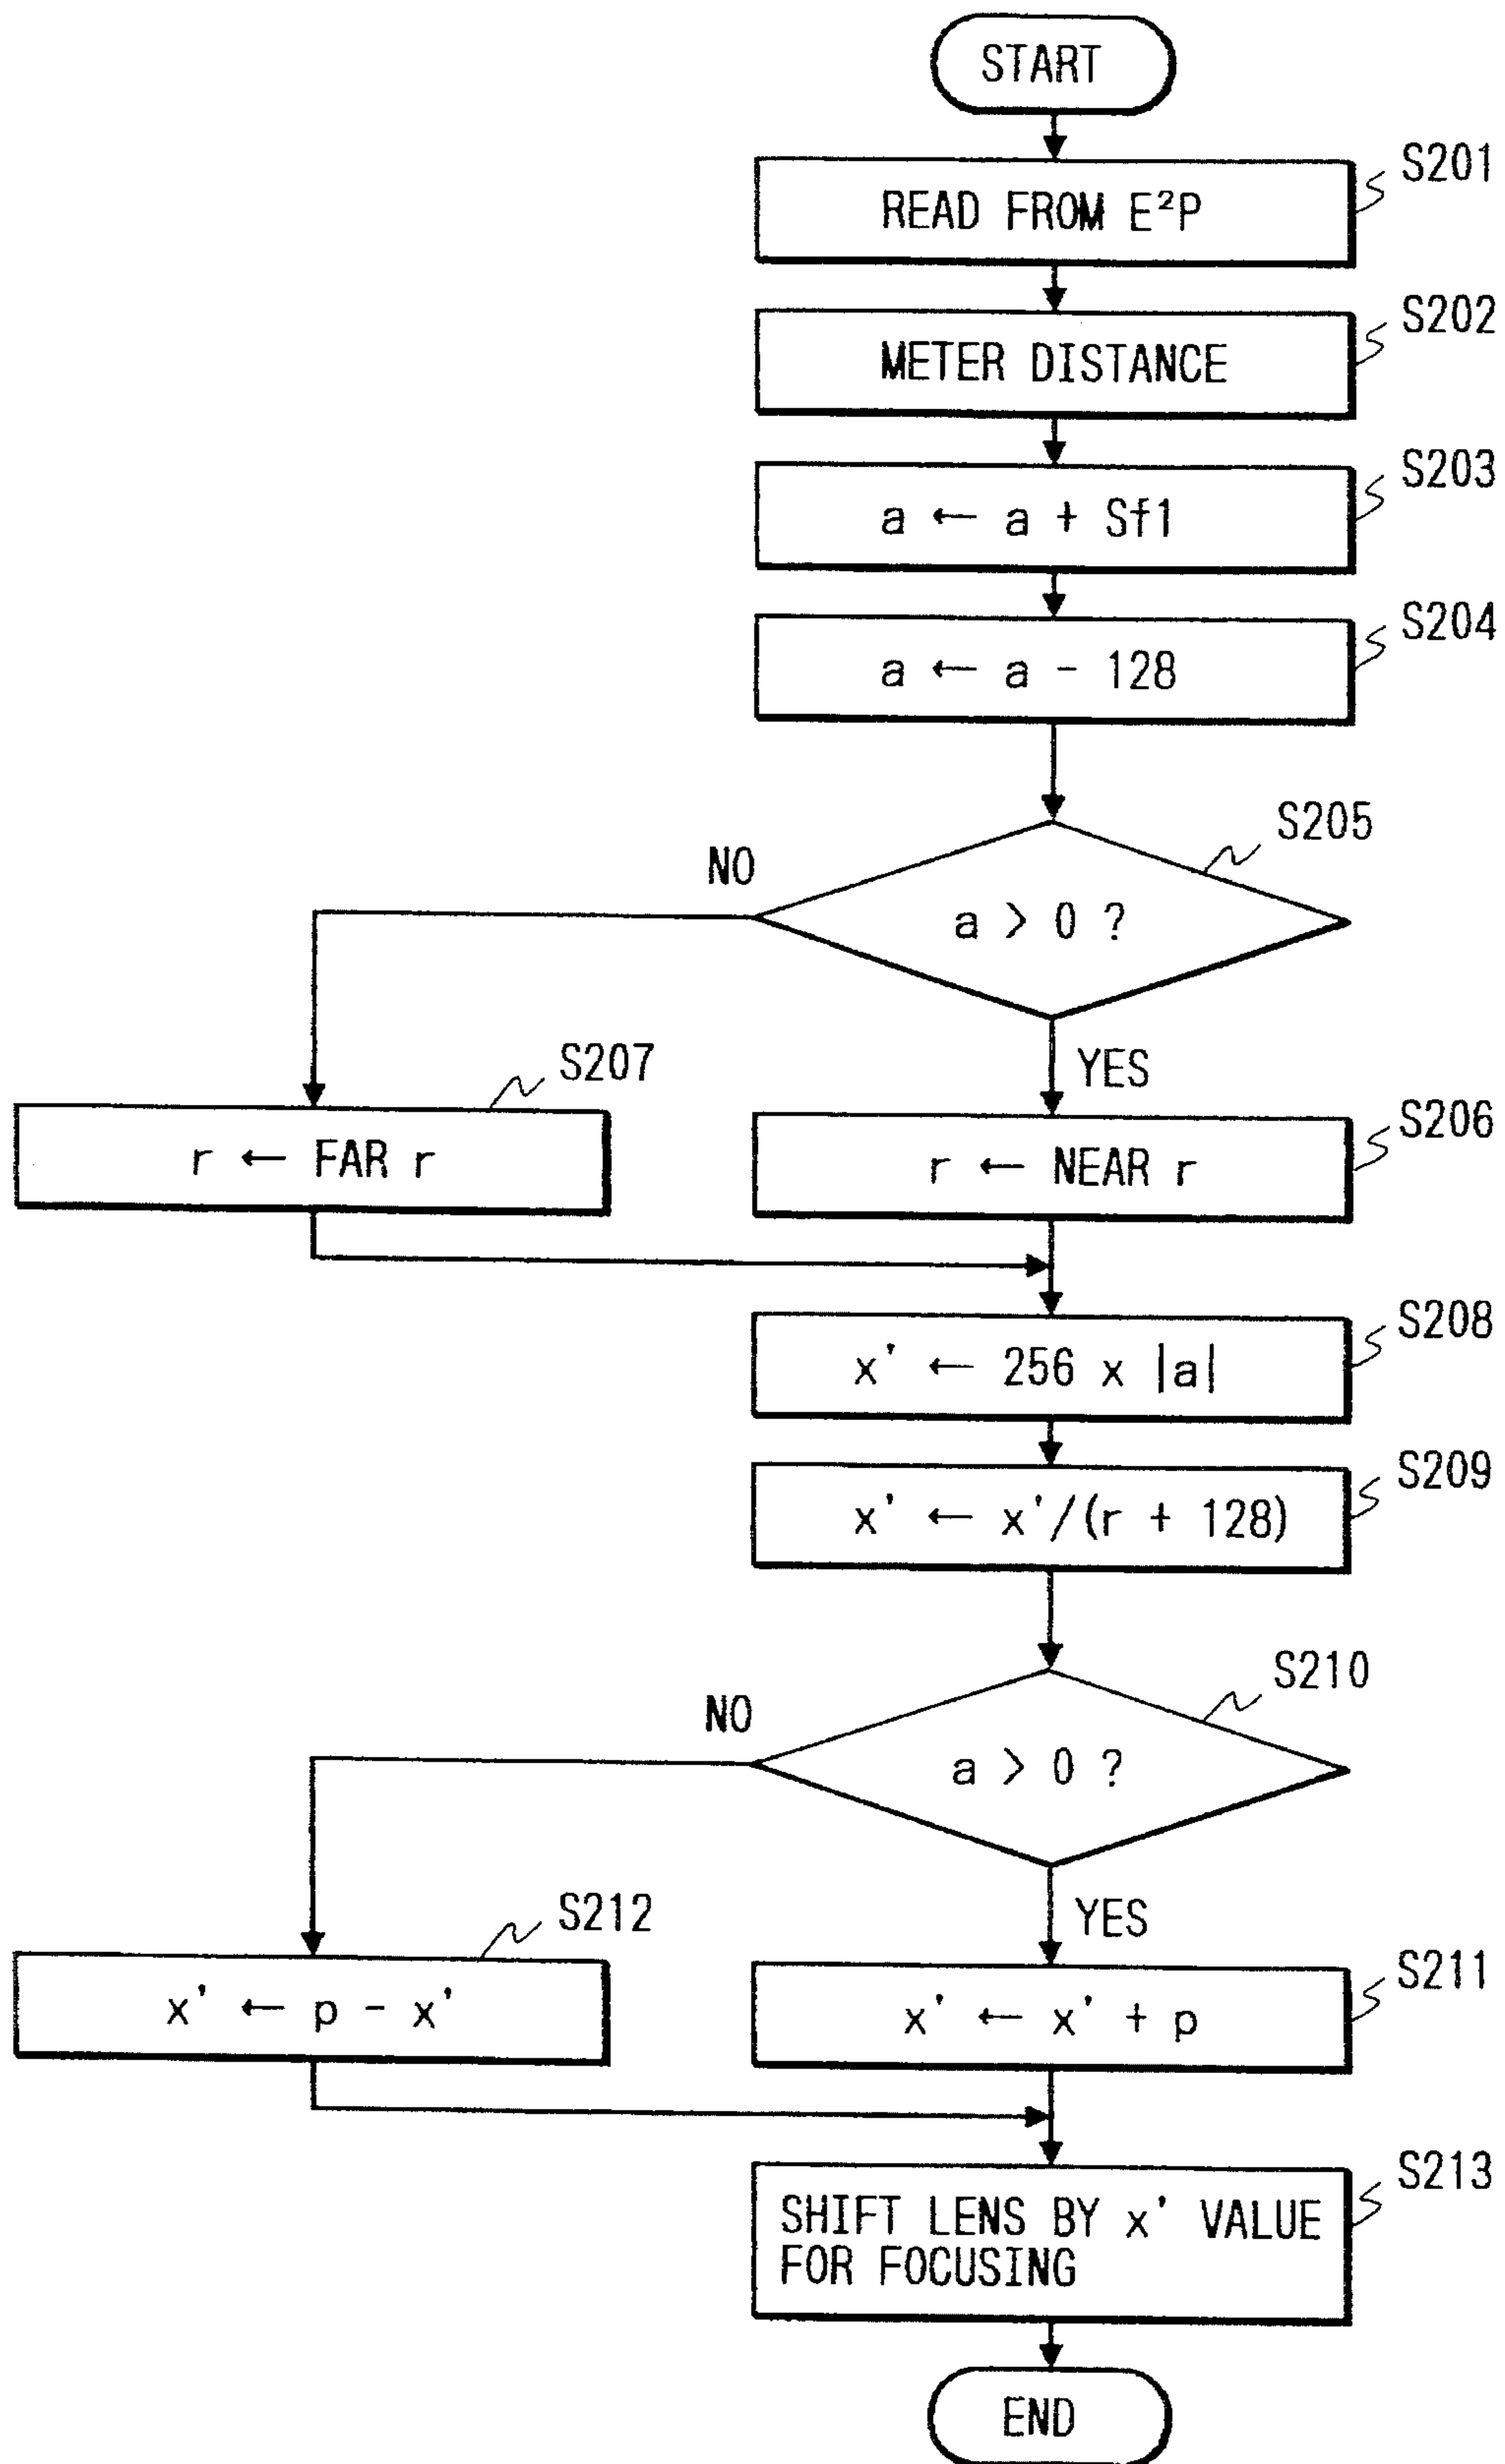 START
S201
READ FROM E²P
S202
METER DISTANCE
S203
a ← a + Sf1
S204
a ← a - 128
S205
NO
a > 0 ?
YES
S207
r ← FAR r
S206
r ← NEAR r
S208
x' ← 256 x |a|
S209
x' ← x'/(r + 128)
S210
NO
a > 0 ?
YES
S212
x' ← p - x'
S211
x' ← x' + p
S213
SHIFT LENS BY x' VALUE
FOR FOCUSING
END